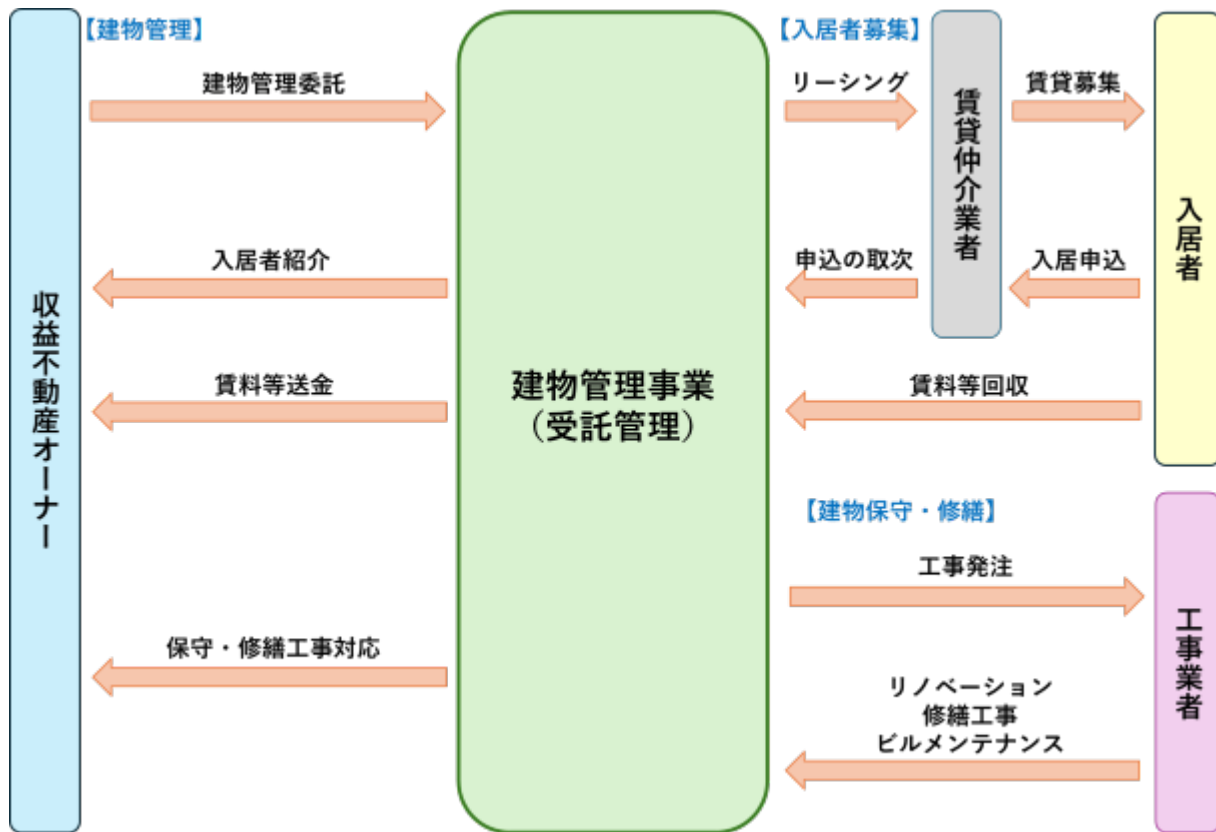 【建物管理】
【入居者募集】
建物管理委託
リーシング
賃貸募集
賃貸仲介業者
入居者
入居者紹介
申込の取次
入居申込
収益不動産オーナー
賃料等送金
建物管理事業
（受託管理）
賃料等回収
【建物保守・修繕】
工事発注
工事業者
保守・修繕工事対応
リノベーション
修繕工事
ビルメンテナンス